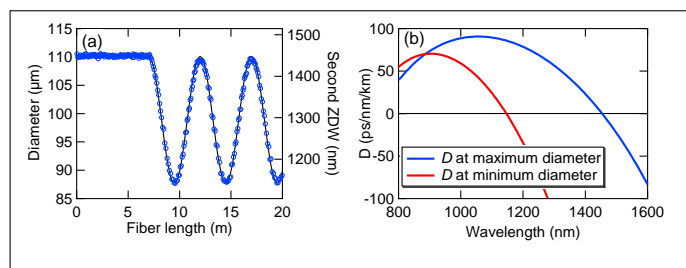 (a)
Diameter (µm)
115
110
105
100
95
90
85
0
5
10
15
20
Fiber length (m)
1400
1300
1200
Second ZDW (nm)
(b)
D (ps/nm/km)
100
50
0
-50
-100
D at maximum diameter
D at minimum diameter
800
1000
1200
1400
1600
Wavelength (nm)